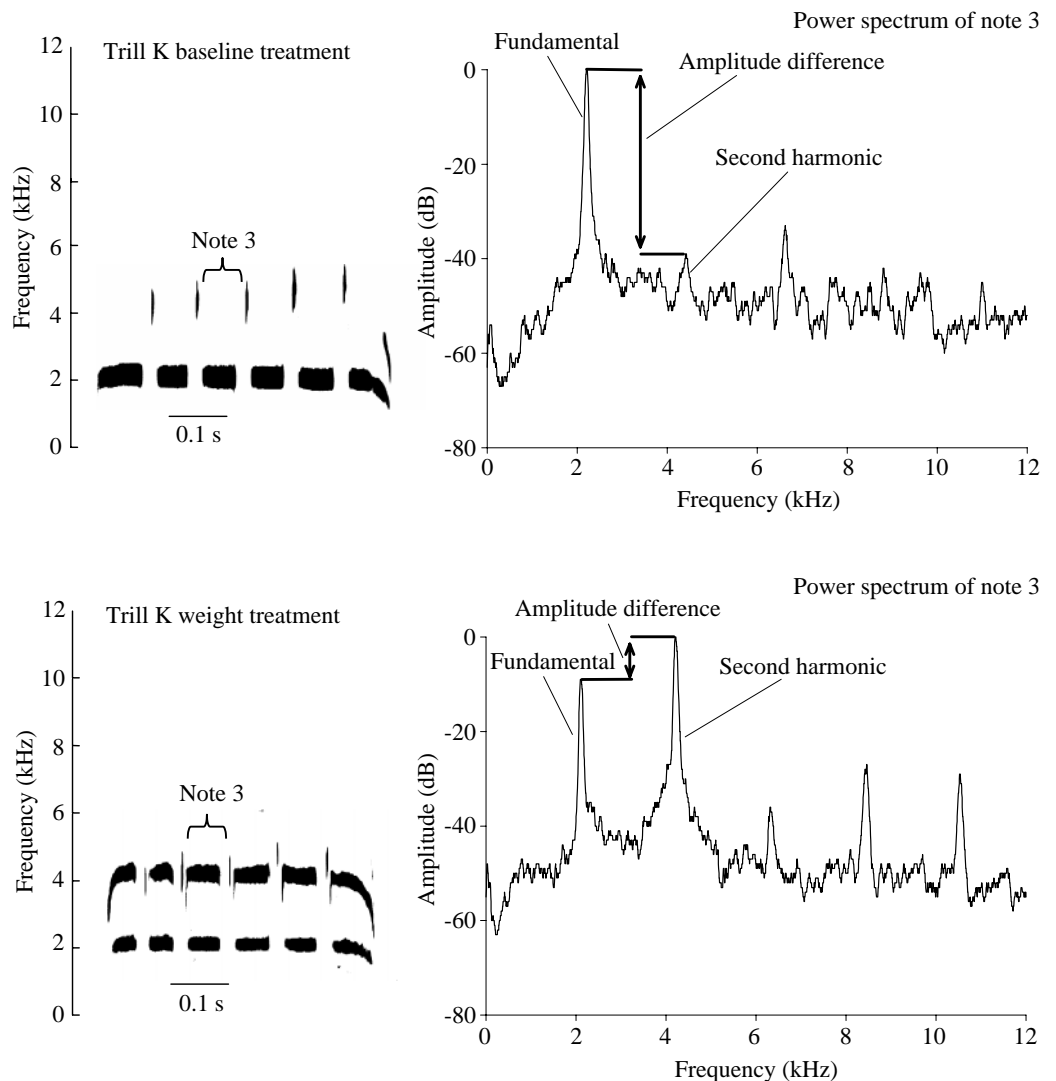 Power spectrum of note 3
Trill K baseline treatment
Fundamental
Amplitude difference
Second harmonic
Note 3
Frequency (kHz)
12
10
8
6
4
2
0
0.1 s
Amplitude (dB)
0
-20
-40
-60
-80
0 2 4 6 8 10 12
Frequency (kHz)
Power spectrum of note 3
Trill K weight treatment
Amplitude difference
Fundamental
Second harmonic
Note 3
Frequency (kHz)
12
10
8
6
4
2
0
0.1 s
Amplitude (dB)
0
-20
-40
-60
-80
0 2 4 6 8 10 12
Frequency (kHz)